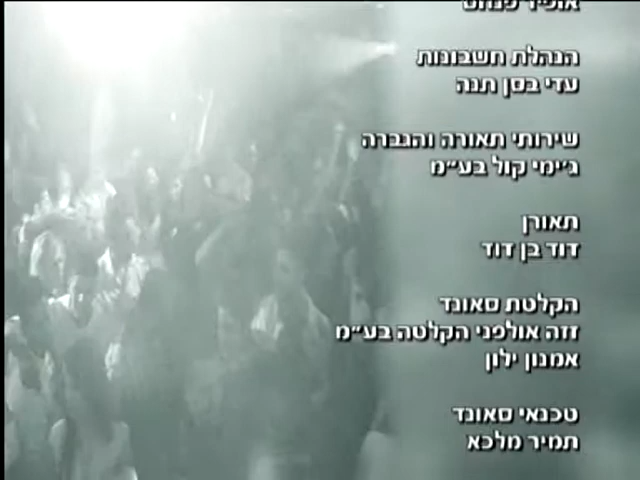 הנהלת חשבונות
עדי בסן תנה
שירותי תאורה והגברה
ג׳ימי קול בע״מ
תאורן
דוד בן דוד
הקלטת סאונד
זזה אולפני הקלטה בע״מ
אמנון ילון
טכנאי סאונד
תמיר מלכא